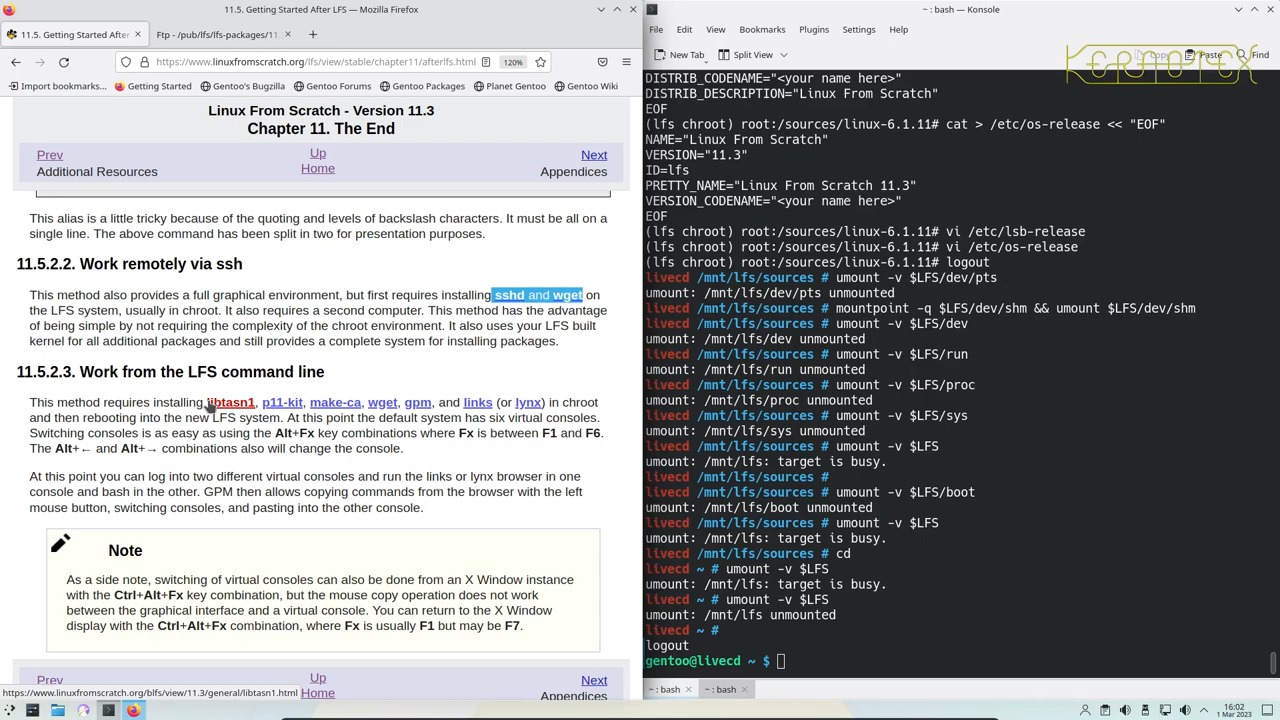 11.5. Getting Started After LFS — Mozilla Firefox
11.5. Getting Started After
Ftp - /pub/lfs/lfs-packages/11.
https://www.linuxfromscratch.org/lfs/view/stable/chapter11/afterlfs.html
120%
Import bookmarks...
Getting Started
Gentoo's Bugzilla
Gentoo Forums
Gentoo Packages
Planet Gentoo
Gentoo Wiki
Linux From Scratch - Version 11.3
Chapter 11. The End
Prev
Up
Next
Additional Resources
Home
Appendices
This alias is a little tricky because of the quoting and levels of backslash characters. It must be all on a
single line. The above command has been split in two for presentation purposes.
11.5.2.2. Work remotely via ssh
This method also provides a full graphical environment, but first requires installing sshd and wget on
the LFS system, usually in chroot. It also requires a second computer. This method has the advantage
of being simple by not requiring the complexity of the chroot environment. It also uses your LFS built
kernel for all additional packages and still provides a complete system for installing packages.
11.5.2.3. Work from the LFS command line
This method requires installing libtasn1, p11-kit, make-ca, wget, gpm, and links (or lynx) in chroot
and then rebooting into the new LFS system. At this point the default system has six virtual consoles.
Switching consoles is as easy as using the Alt+Fx key combinations where Fx is between F1 and F6.
The Alt+← and Alt+→ combinations also will change the console.
At this point you can log into two different virtual consoles and run the links or lynx browser in one
console and bash in the other. GPM then allows copying commands from the browser with the left
mouse button, switching consoles, and pasting into the other console.
Note
As a side note, switching of virtual consoles can also be done from an X Window instance
with the Ctrl+Alt+Fx key combination, but the mouse copy operation does not work
between the graphical interface and a virtual console. You can return to the X Window
display with the Ctrl+Alt+Fx combination, where Fx is usually F1 but may be F7.
Prev
Up
Next
https://www.linuxfromscratch.org/blfs/view/11.3/general/libtasn1.html
Home
Appendices
~ : bash — Konsole
File
Edit
View
Bookmarks
Plugins
Settings
Help
New Tab
Split View
Copy
Paste
Find
KERNOTEX
DISTRIB_CODENAME="<your name here>"
DISTRIB_DESCRIPTION="Linux From Scratch"
EOF
(lfs chroot) root:/sources/linux-6.1.11# cat > /etc/os-release << "EOF"
NAME="Linux From Scratch"
VERSION="11.3"
ID=lfs
PRETTY_NAME="Linux From Scratch 11.3"
VERSION_CODENAME="<your name here>"
EOF
(lfs chroot) root:/sources/linux-6.1.11# vi /etc/lsb-release
(lfs chroot) root:/sources/linux-6.1.11# vi /etc/os-release
(lfs chroot) root:/sources/linux-6.1.11# logout
livecd /mnt/lfs/sources # umount -v $LFS/dev/pts
umount: /mnt/lfs/dev/pts unmounted
livecd /mnt/lfs/sources # mountpoint -q $LFS/dev/shm && umount $LFS/dev/shm
livecd /mnt/lfs/sources # umount -v $LFS/dev
umount: /mnt/lfs/dev unmounted
livecd /mnt/lfs/sources # umount -v $LFS/run
umount: /mnt/lfs/run unmounted
livecd /mnt/lfs/sources # umount -v $LFS/proc
umount: /mnt/lfs/proc unmounted
livecd /mnt/lfs/sources # umount -v $LFS/sys
umount: /mnt/lfs/sys unmounted
livecd /mnt/lfs/sources # umount -v $LFS
umount: /mnt/lfs: target is busy.
livecd /mnt/lfs/sources #
livecd /mnt/lfs/sources # umount -v $LFS/boot
umount: /mnt/lfs/boot unmounted
livecd /mnt/lfs/sources # umount -v $LFS
umount: /mnt/lfs: target is busy.
livecd /mnt/lfs/sources # cd
livecd ~ # umount -v $LFS
umount: /mnt/lfs: target is busy.
livecd ~ # umount -v $LFS
umount: /mnt/lfs unmounted
livecd ~ #
logout
gentoo@livecd ~ $
~ : bash
~ : bash
16:02
1 Mar 2023